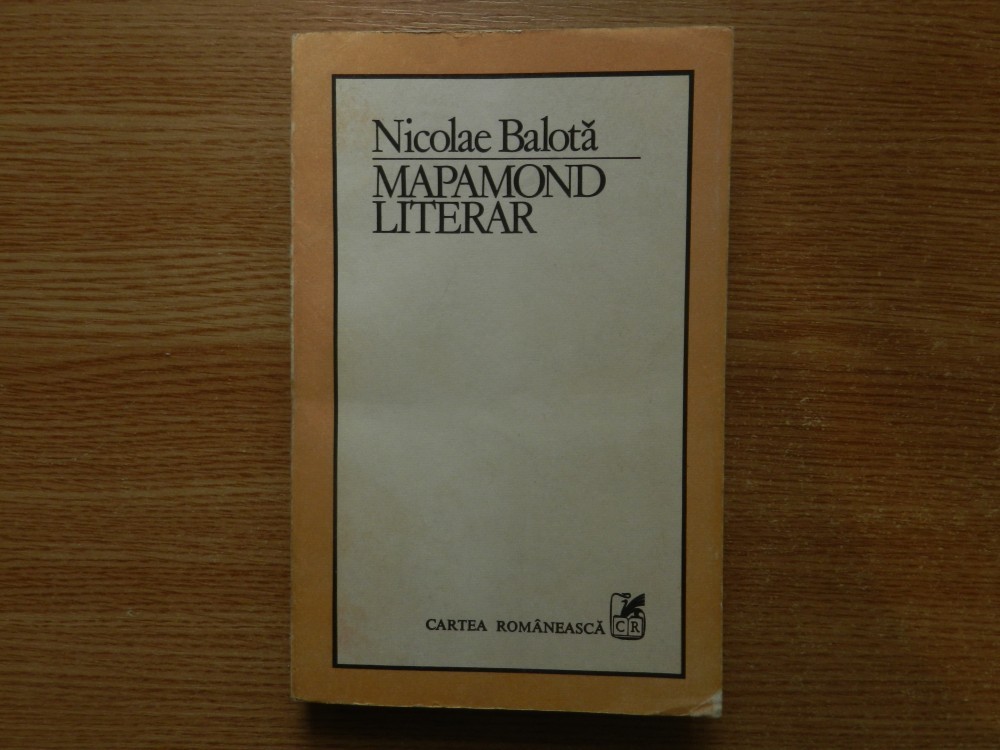 Nicolae Balotă
MAPAMOND
LITERAR
CARTEA ROMÂNEASCĂ
CR